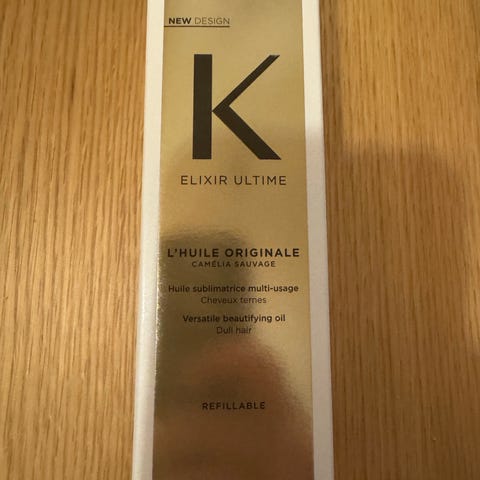 NEW DESIGN
K
ELIXIR ULTIME
L'HUILE ORIGINALE
CAMÉLIA SAUVAGE
Huile sublimatrice multi-usage
Cheveux ternes
Versatile beautifying oil
Dull hair
REFILLABLE